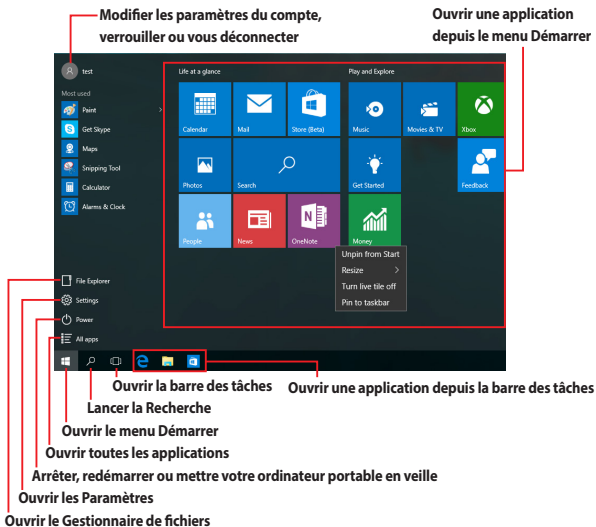 Modifier les paramètres du compte,
verrouiller ou vous déconnecter
Ouvrir une application
depuis le menu Démarrer
test
Life at a glance
Play and Explore
Most used
Paint
Get Skype
Maps
Snipping Tool
Calculator
Alarms & Clock
Calendar
Mail
Store (Beta)
Music
Movies & TV
Xbox
Photos
Search
Get Started
Feedback
People
News
OneNote
Money
Unpin from Start
Resize
Turn live tile off
Pin to taskbar
File Explorer
Settings
Power
All apps
Ouvrir la barre des tâches
Ouvrir une application depuis la barre des tâches
Lancer la Recherche
Ouvrir le menu Démarrer
Ouvrir toutes les applications
Arrêter, redémarrer ou mettre votre ordinateur portable en veille
Ouvrir les Paramètres
Ouvrir le Gestionnaire de fichiers